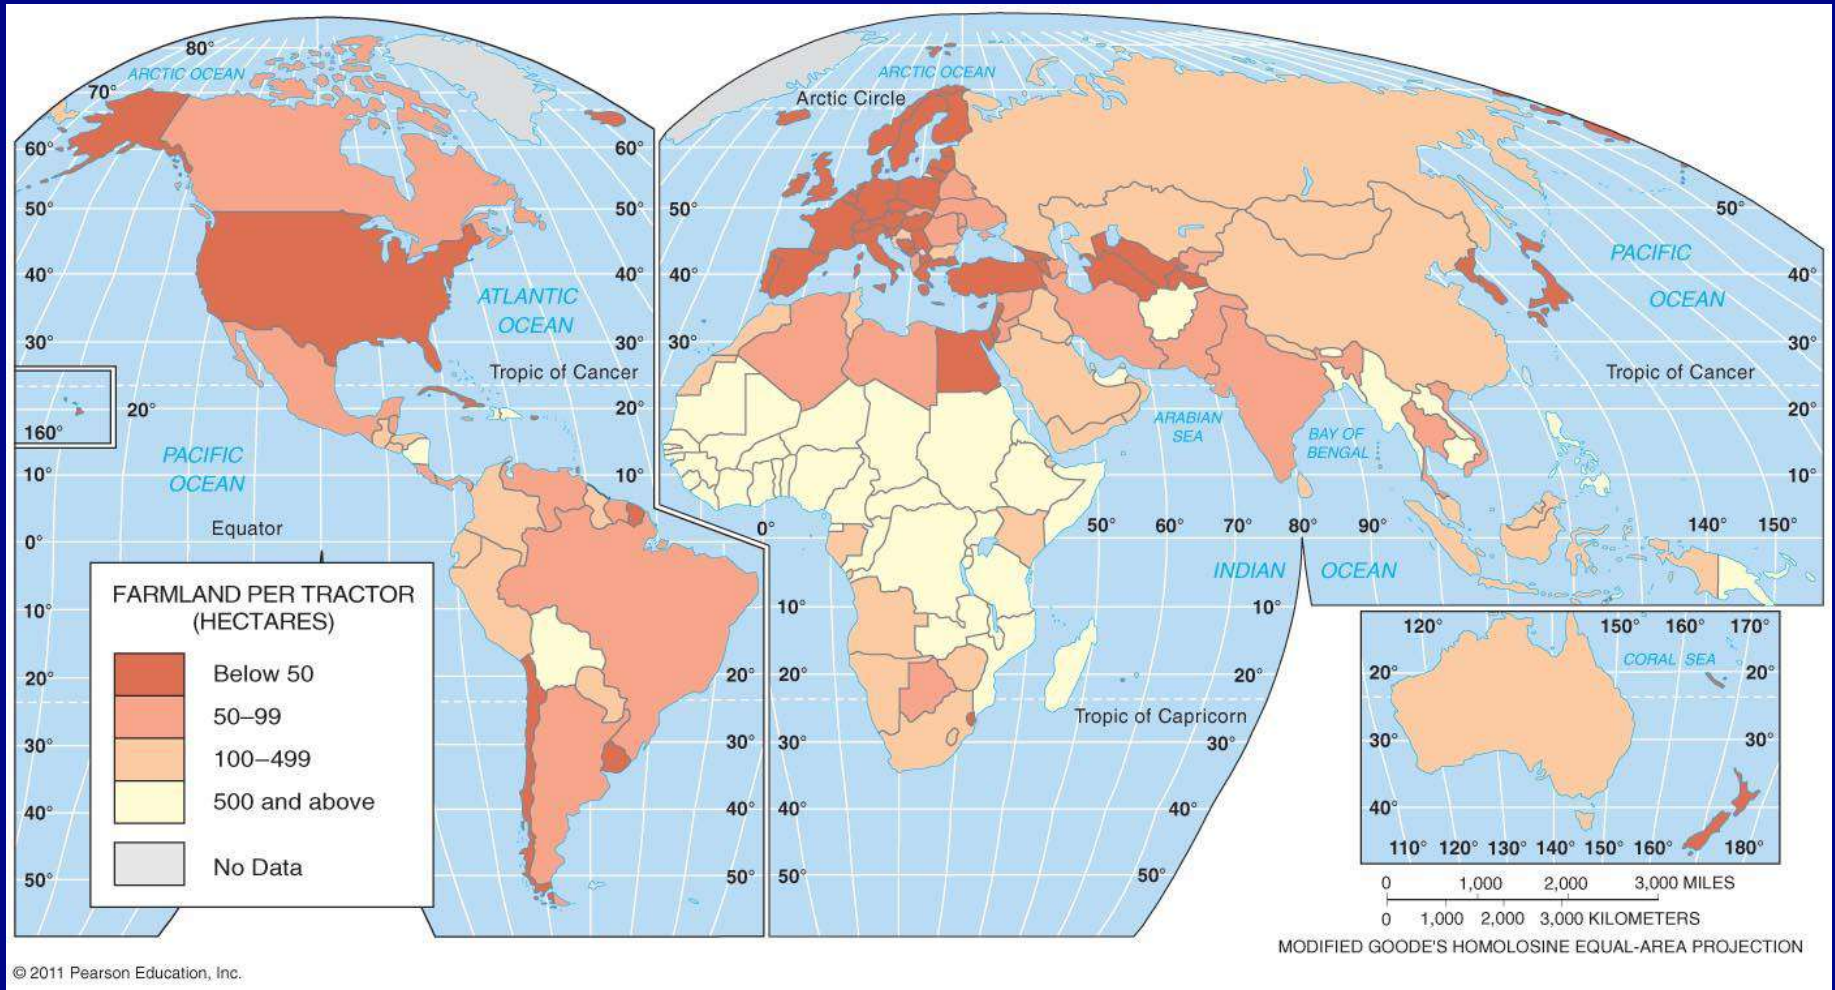 80°
ARCTIC OCEAN
70°
60°
60°
50°
50°
40°
40°
ATLANTIC
OCEAN
30°
30°
Tropic of Cancer
20°
20°
160°
PACIFIC
OCEAN
10°
10°
Equator
0°
10°
20°
20°
30°
30°
40°
40°
50°
50°
FARMLAND PER TRACTOR
(HECTARES)
Below 50
50–99
100–499
500 and above
No Data
ARCTIC OCEAN
Arctic Circle
50°
50°
PACIFIC
OCEAN
40°
40°
30°
30°
Tropic of Cancer
20°
ARABIAN
SEA
BAY OF
BENGAL
10°
0°
50°
60°
70°
80°
90°
140°
150°
INDIAN
OCEAN
10°
10°
20°
20°
Tropic of Capricorn
30°
30°
40°
40°
50°
50°
120°
150°
160°
170°
CORAL SEA
20°
20°
30°
30°
40°
110°
120°
130°
140°
150°
160°
180°
0
1,000
2,000
3,000 MILES
0
1,000
2,000
3,000 KILOMETERS
MODIFIED GOODE'S HOMOLOSINE EQUAL-AREA PROJECTION
© 2011 Pearson Education, Inc.